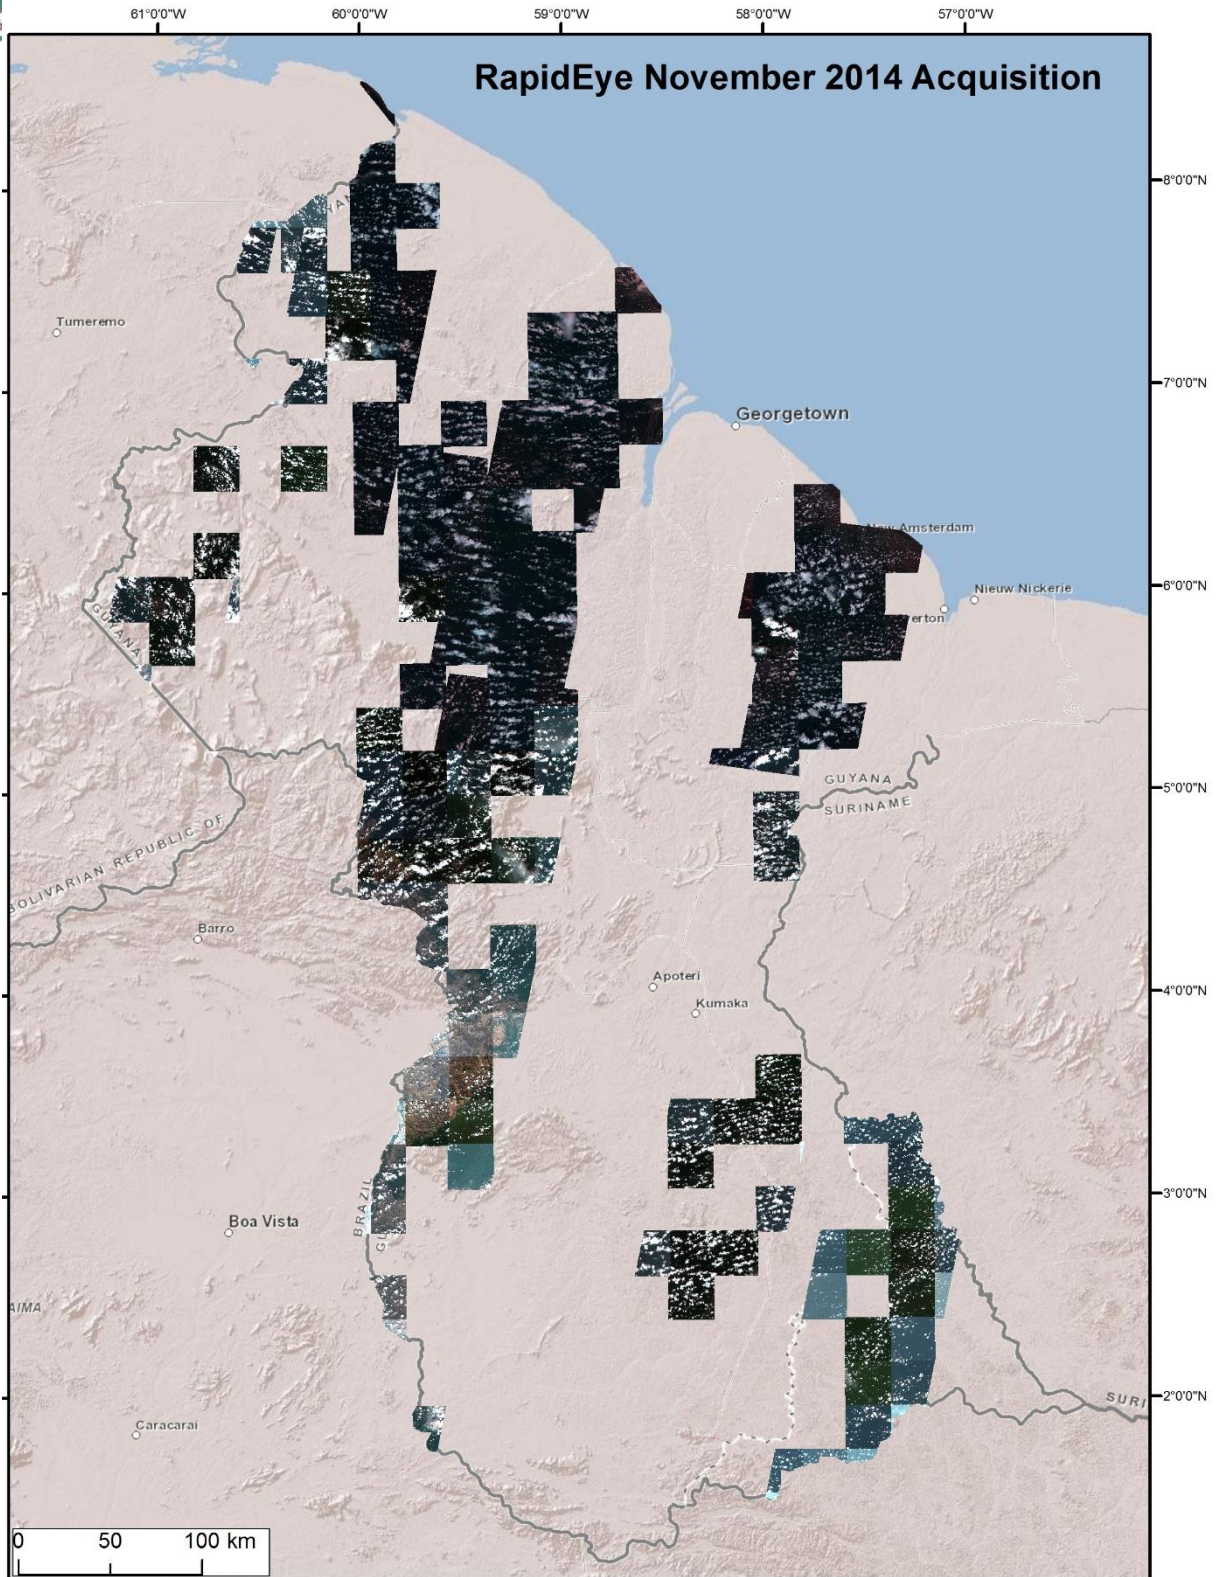 61°0'0"W 60°0'0"W 59°0'0"W 58°0'0"W 57°0'0"W
RapidEye November 2014 Acquisition
8°0'0"N
Tumeremo
7°0'0"N
Georgetown
New Amsterdam
6°0'0"N
Nieuw Nickerie
GUYANA
verton
5°0'0"N
GUYANA
SURINAME
BOLIVARIAN REPUBLIC OF
Barro
Apoteri
4°0'0"N
Kumaka
3°0'0"N
BRAZIL
Boa Vista
AIMA
2°0'0"N
SURI
Caracarai
0 50 100 km